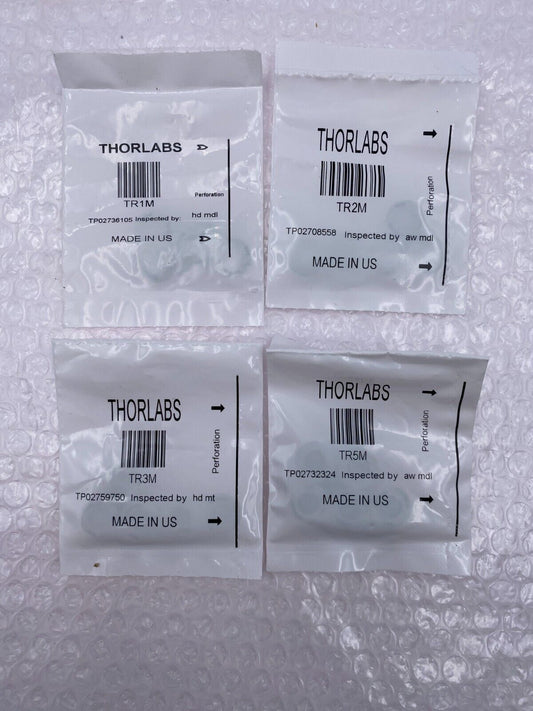 THORLABS
TR1M
Perforation
TP02736105 Inspected by: hd mdl
MADE IN US
THORLABS
TR2M
Perforation
TP02708558 Inspected by aw mdl
MADE IN US
THORLABS
Perforation
TR3M
TP02759750 Inspected by hd mt
MADE IN US
THORLABS
Perforation
TR5M
TP02732324 Inspected by aw mdl
MADE IN US